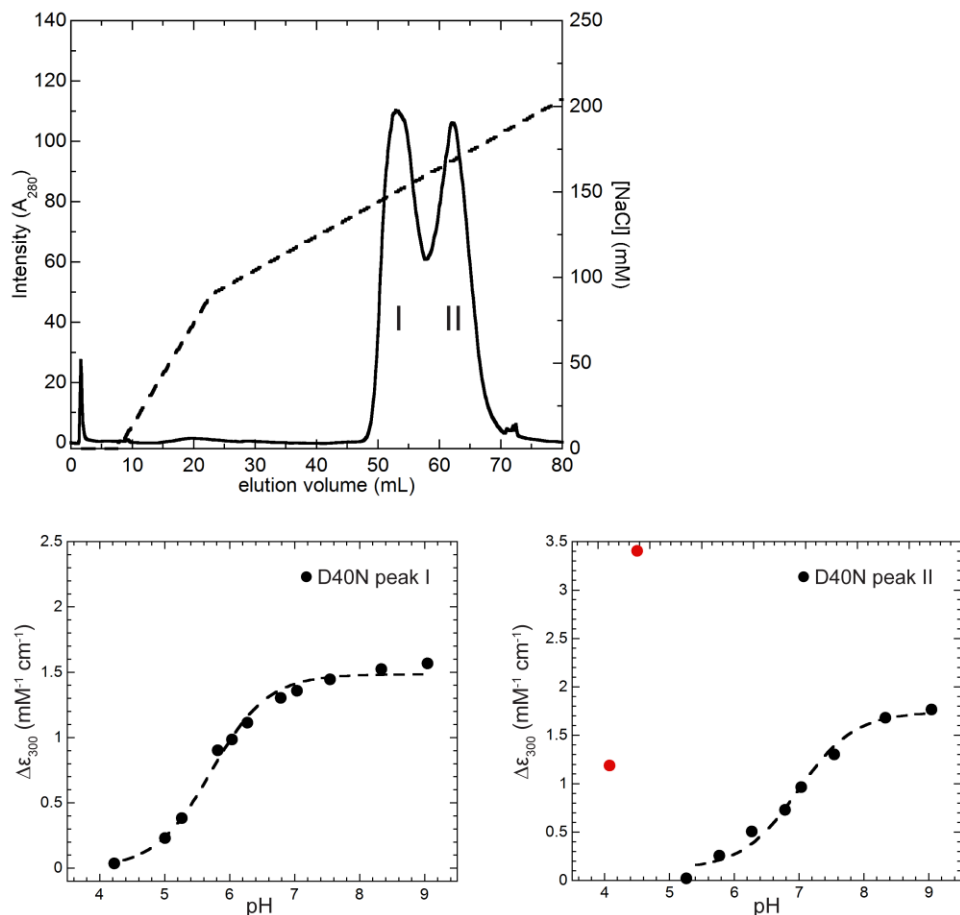 140
120
100
80
60
40
20
0
Intensity (A280)
250
200
150
100
50
0
[NaCl] (mM)
I
II
0 10 20 30 40 50 60 70 80
elution volume (mL)
2.5
2
1.5
1
0.5
0
Δε300 (mM-1 cm-1)
D40N peak I
4 5 6 7 8 9
pH
3.5
3
2.5
2
1.5
1
0.5
0
Δε300 (mM-1 cm-1)
D40N peak II
4 5 6 7 8 9
pH